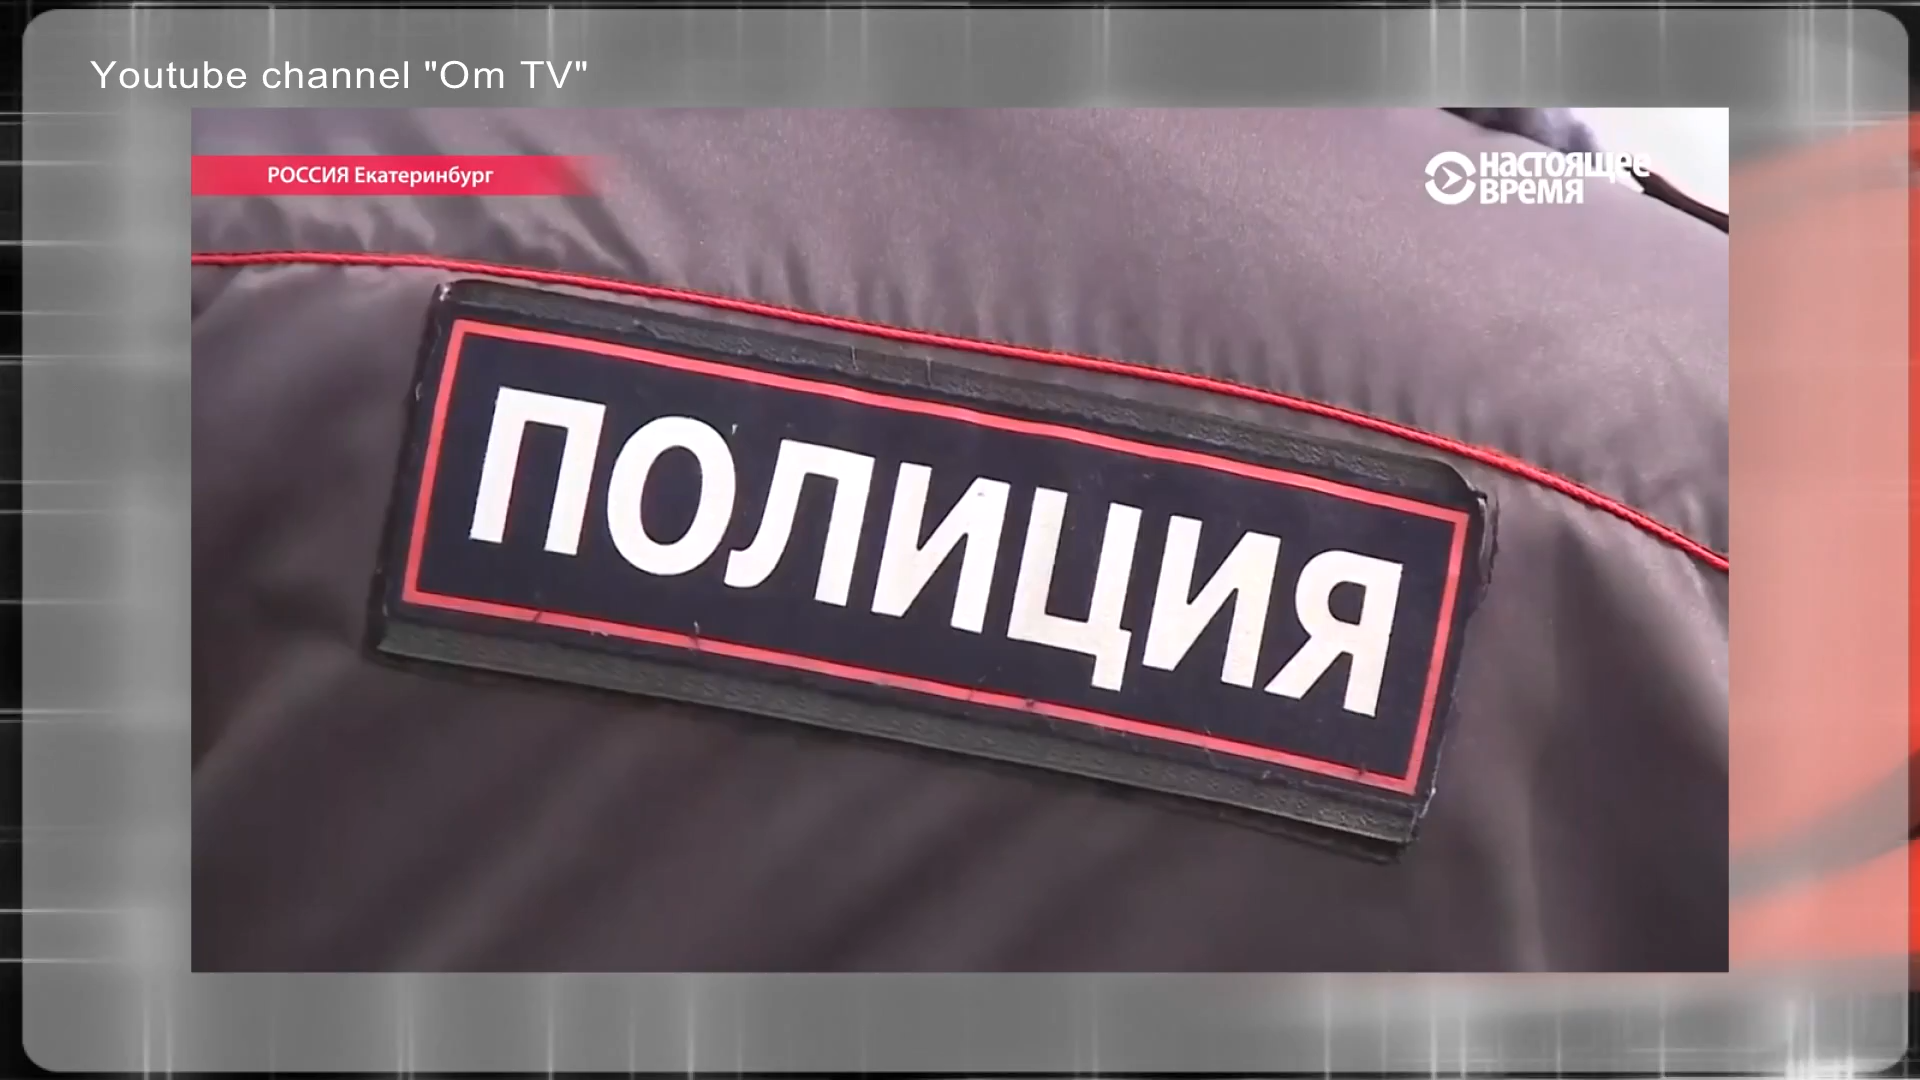 Youtube channel "Om TV"
РОССИЯ Екатеринбург
НАСТОЯЩЕЕ
ВРЕМЯ
ПОЛИЦИЯ